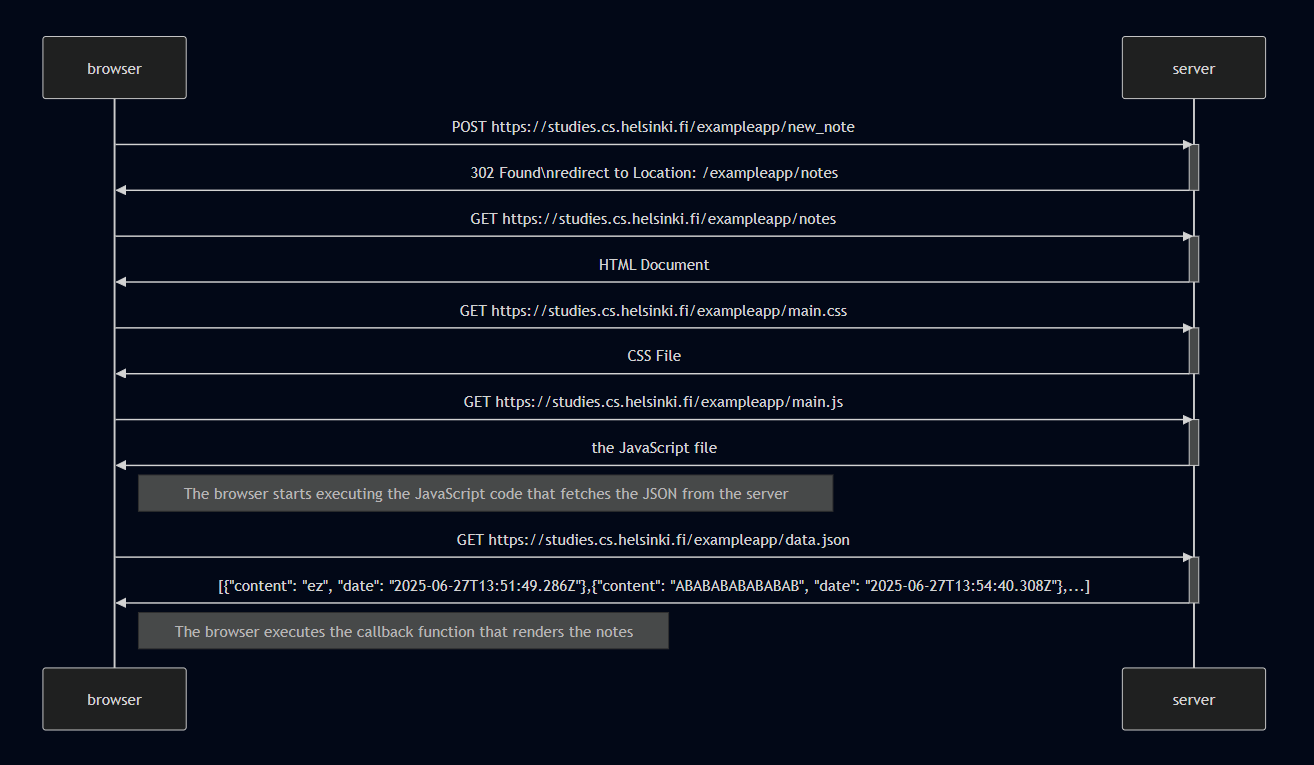 browser
server
POST https://studies.cs.helsinki.fi/exampleapp/new_note
302 Found\nredirect to Location: /exampleapp/notes
GET https://studies.cs.helsinki.fi/exampleapp/notes
HTML Document
GET https://studies.cs.helsinki.fi/exampleapp/main.css
CSS File
GET https://studies.cs.helsinki.fi/exampleapp/main.js
the JavaScript file
The browser starts executing the JavaScript code that fetches the JSON from the server
GET https://studies.cs.helsinki.fi/exampleapp/data.json
[{"content": "ez", "date": "2025-06-27T13:51:49.286Z"},{"content": "ABABABABABABAB", "date": "2025-06-27T13:54:40.308Z"},...]
The browser executes the callback function that renders the notes
browser
server